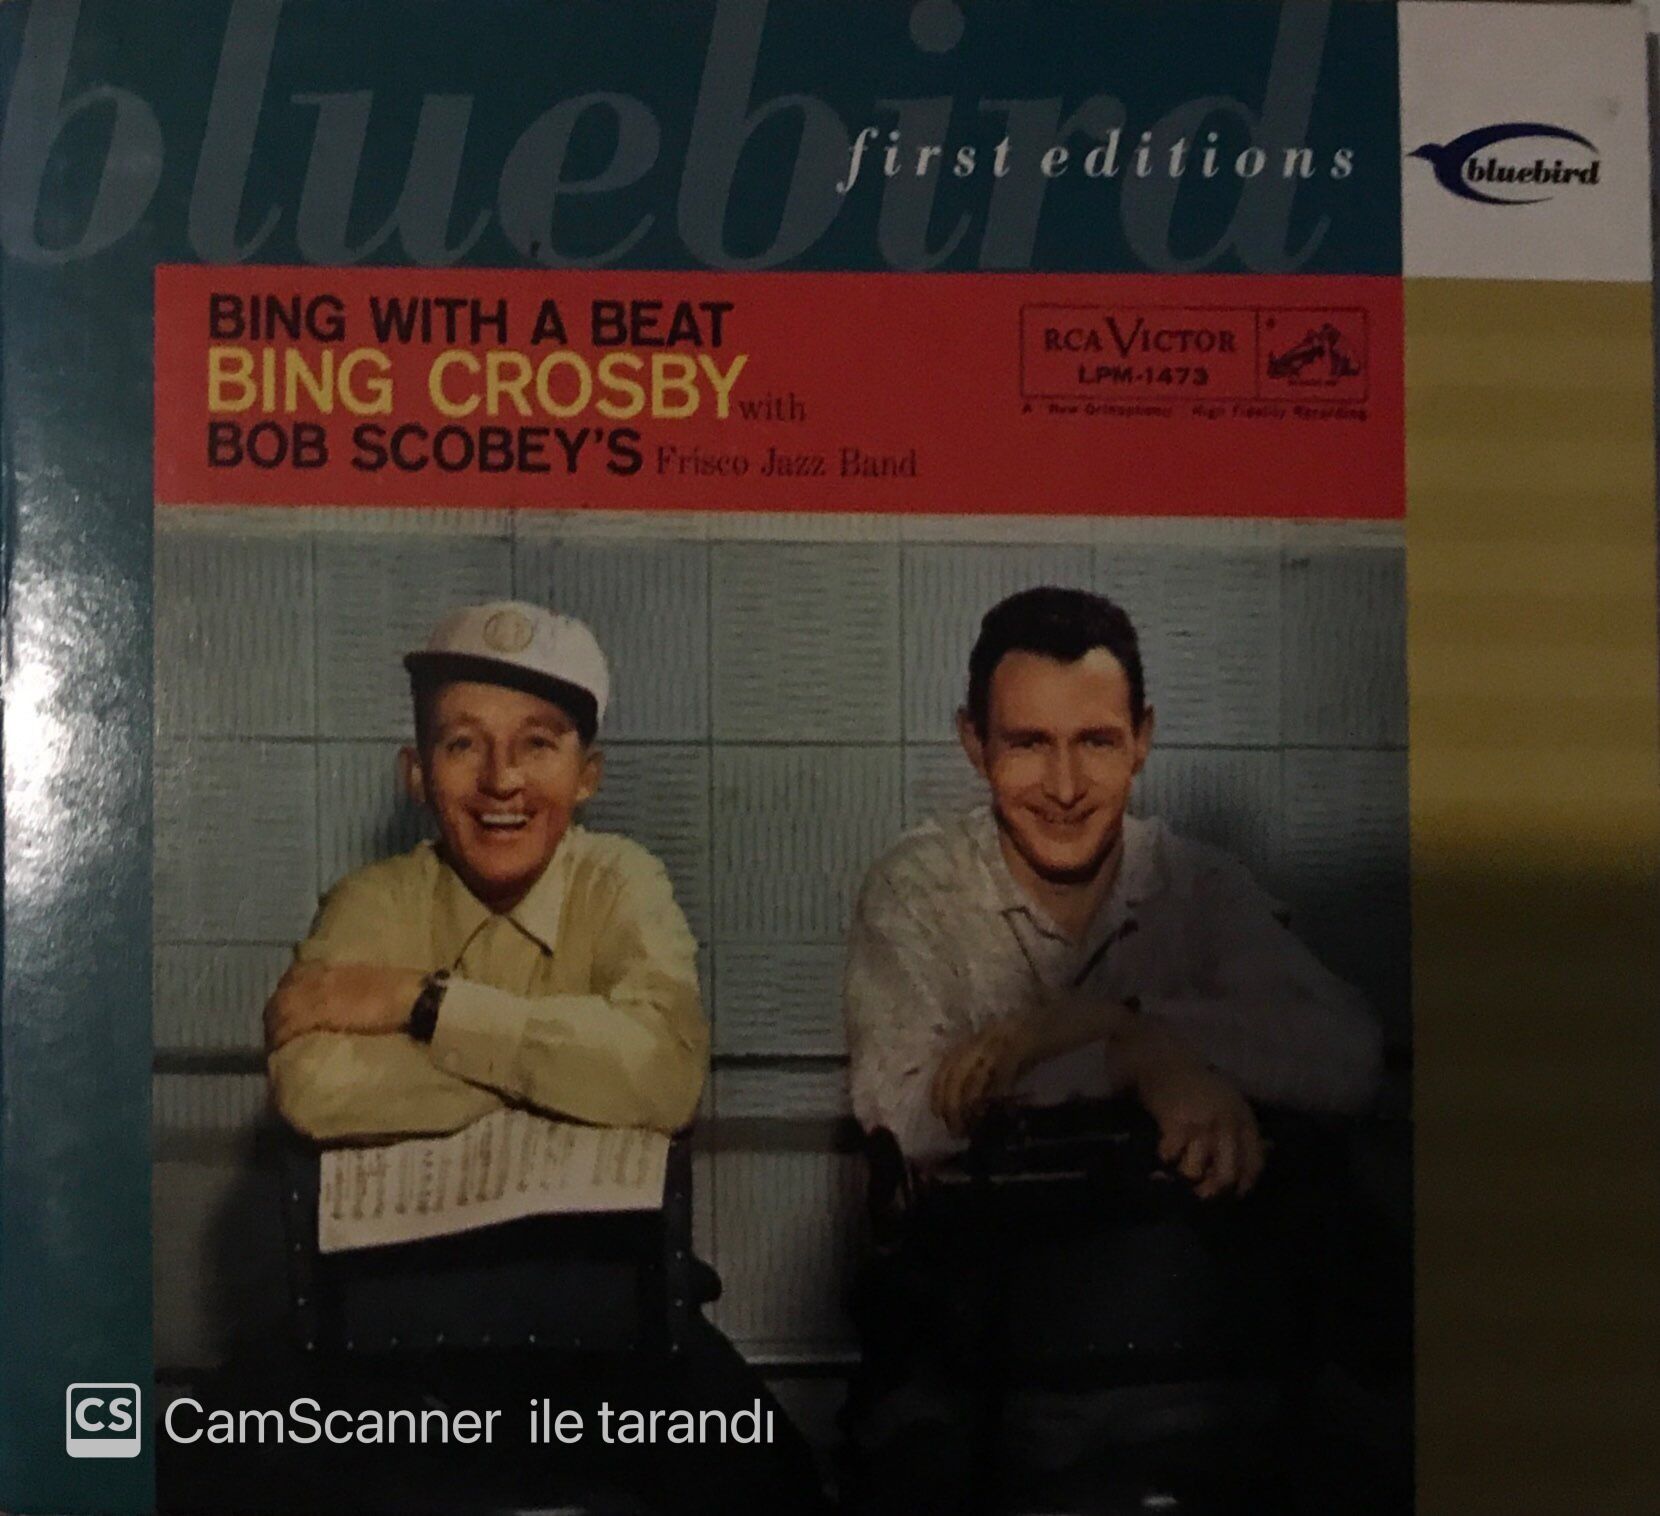 bluebird
first editions
bluebird
BING WITH A BEAT
BING CROSBY with
BOB SCOBEY'S Frisco Jazz Band
RCA VICTOR
LPM-1473
A "New Orthophonic" High Fidelity Recording
CS CamScanner ile tarandı